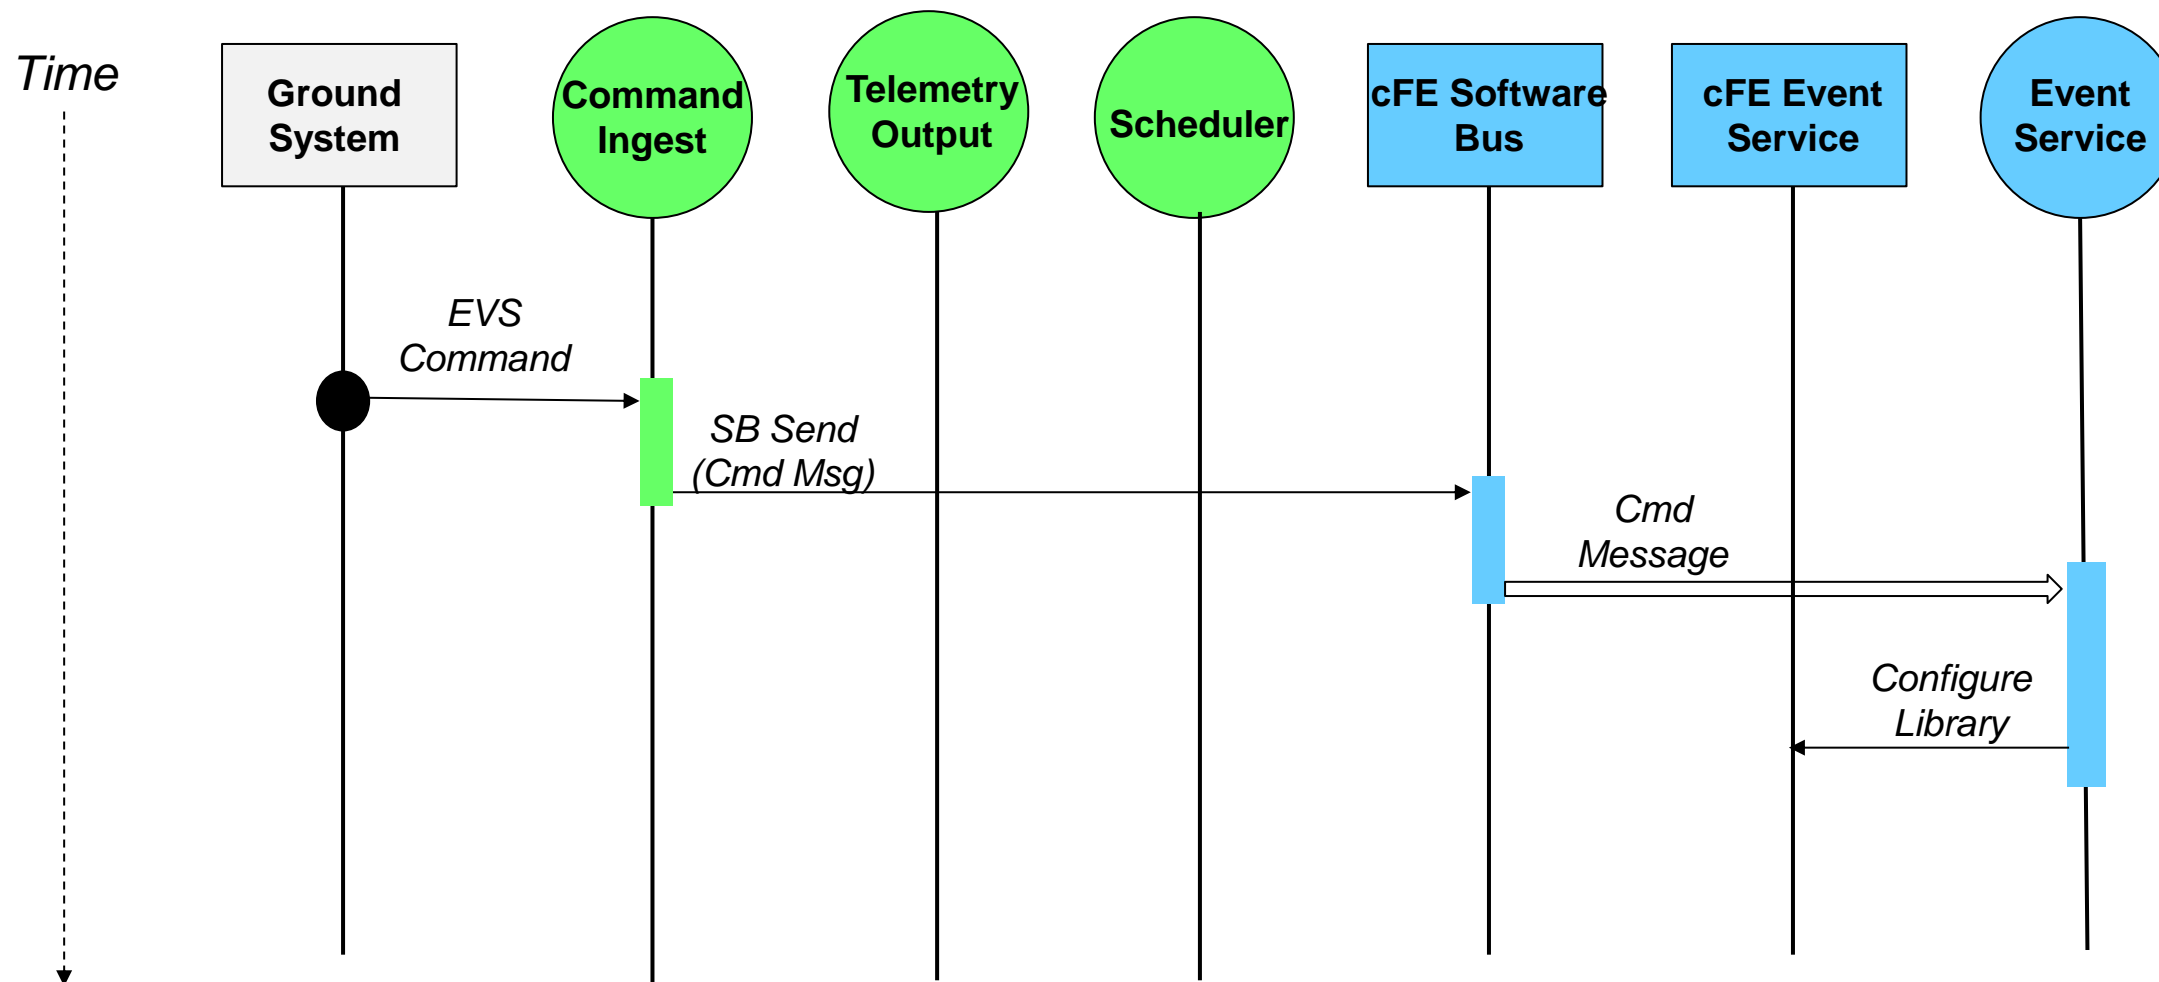 Time
Ground
System
Command
Ingest
Telemetry
Output
Scheduler
cFE Software
Bus
cFE Event
Service
Event
Service
EVS
Command
SB Send
(Cmd Msg)
Cmd
Message
Configure
Library